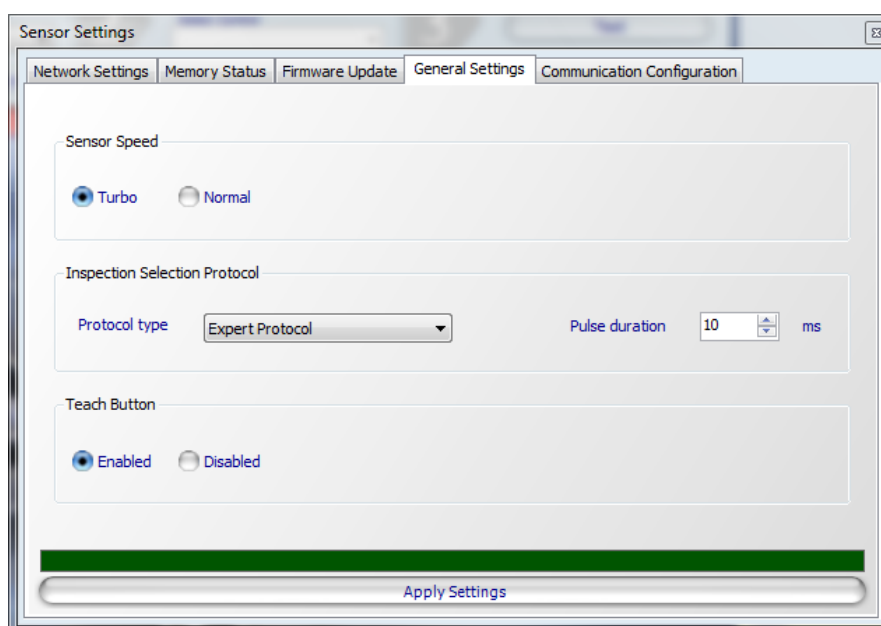 Sensor Settings
Network Settings Memory Status Firmware Update General Settings Communication Configuration
Sensor Speed
Turbo Normal
Inspection Selection Protocol
Protocol type Expert Protocol Pulse duration 10 ms
Teach Button
Enabled Disabled
Apply Settings